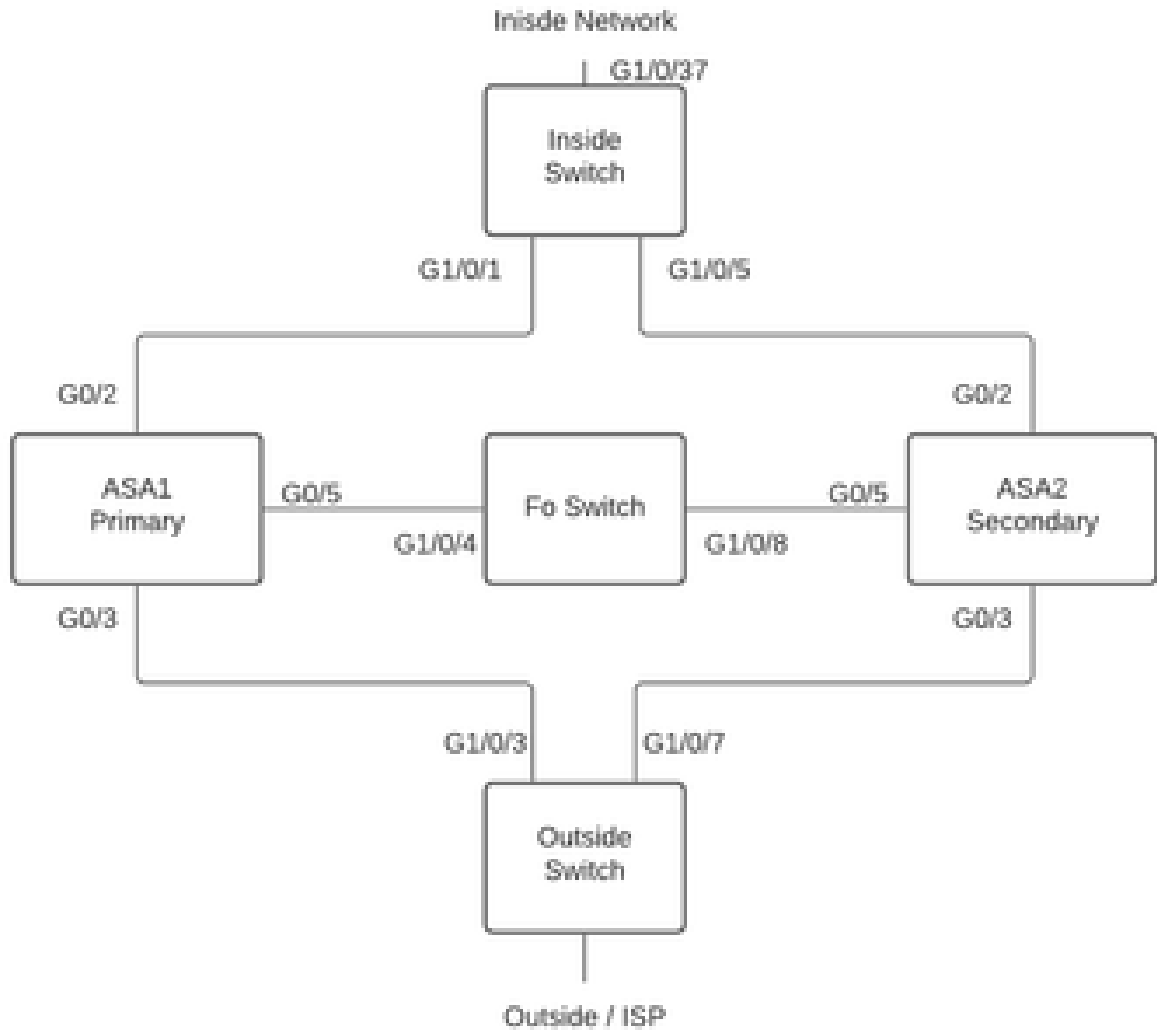 Inisde Network
G1/0/37
Inside
Switch
G1/0/1
G1/0/5
G0/2
G0/2
ASA1
Primary
G0/5
G1/0/4
Fo Switch
G0/5
G1/0/8
ASA2
Secondary
G0/3
G0/3
G1/0/3
G1/0/7
Outside
Switch
Outside / ISP